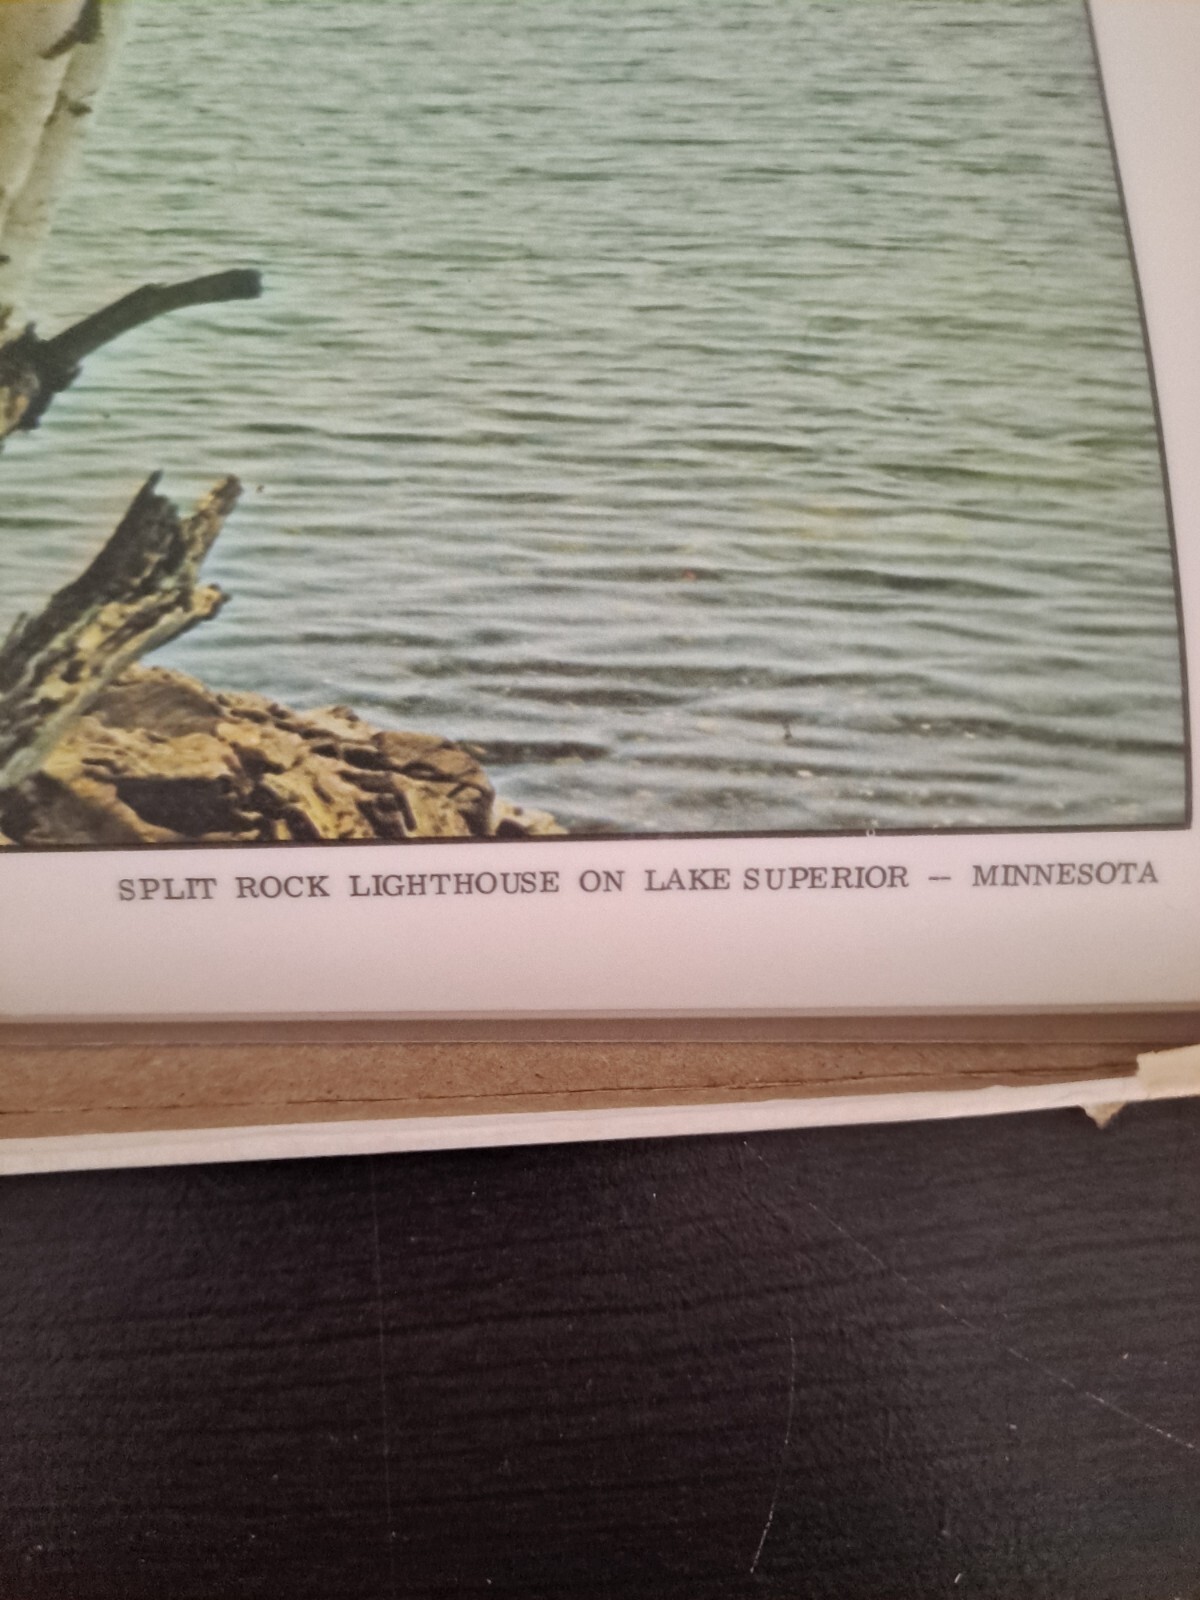 SPLIT ROCK LIGHTHOUSE ON LAKE SUPERIOR — MINNESOTA